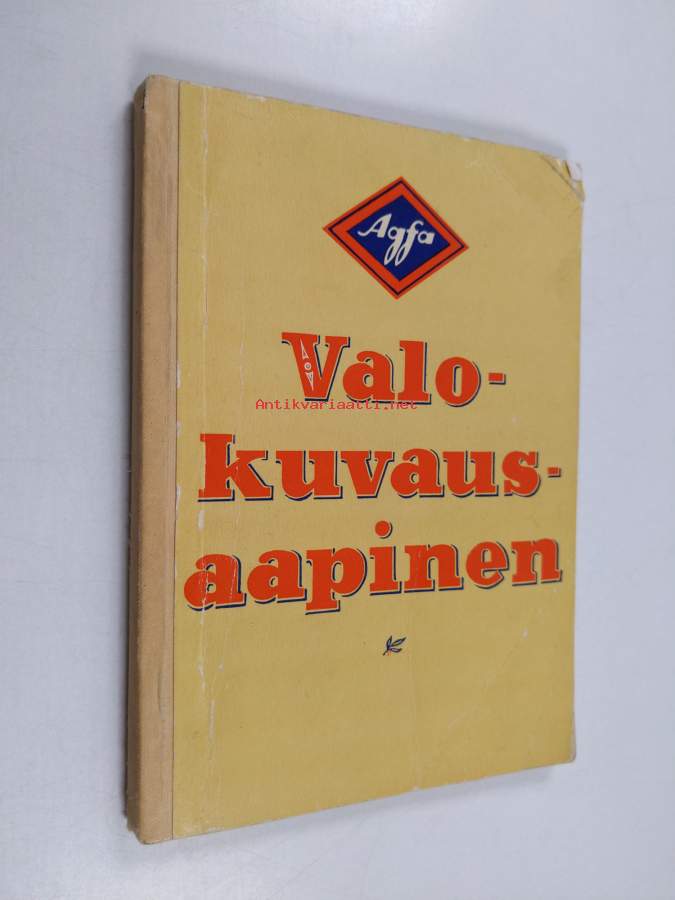 Agfa
Valo-
Antikvariaatti.net
kuvaus-
aapinen